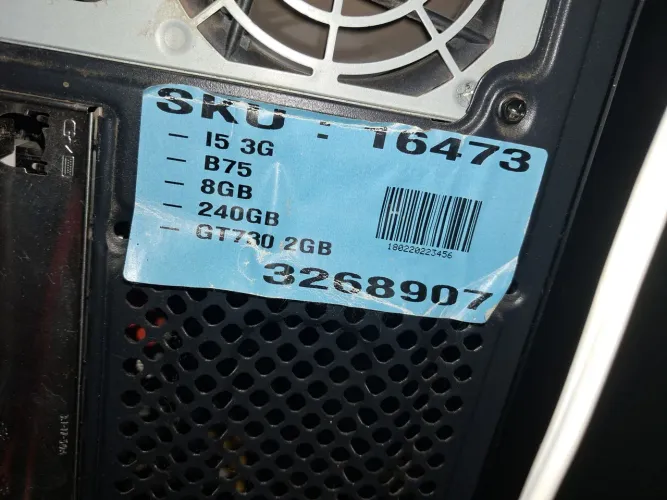 SKU - 16473
- I5 3G
- B75
- 8GB
- 240GB
- GT730 2GB
180220223456
3268907